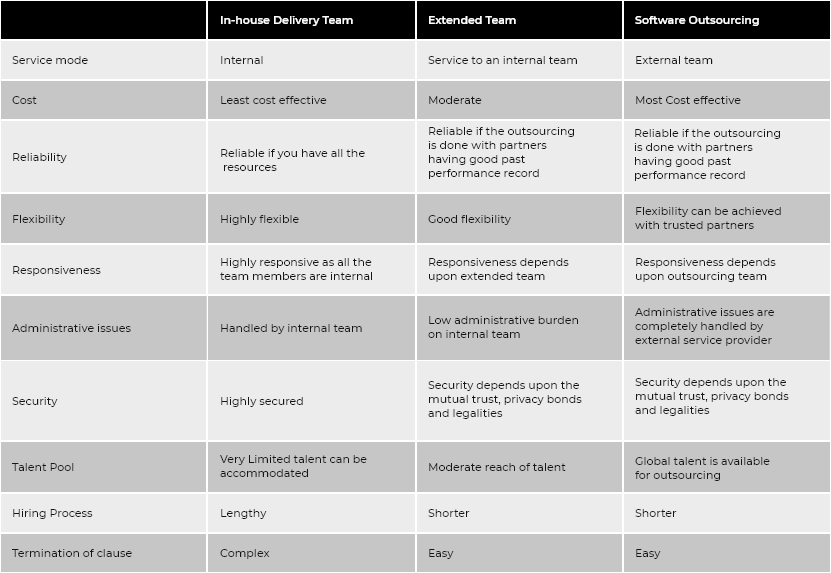 In-house Delivery Team
Extended Team
Software Outsourcing
Service mode
Internal
Service to an internal team
External team
Cost
Least cost effective
Moderate
Most Cost effective
Reliability
Reliable if you have all the
resources
Reliable if the outsourcing
is done with partners
having good past
performance record
Reliable if the outsourcing
is done with partners
having good past
performance record
Flexibility
Highly flexible
Good flexibility
Flexibility can be achieved
with trusted partners
Responsiveness
Highly responsive as all the
team members are internal
Responsiveness depends
upon extended team
Responsiveness depends
upon outsourcing team
Administrative issues
Handled by internal team
Low administrative burden
on internal team
Administrative issues are
completely handled by
external service provider
Security
Highly secured
Security depends upon the
mutual trust, privacy bonds
and legalities
Security depends upon the
mutual trust, privacy bonds
and legalities
Talent Pool
Very Limited talent can be
accommodated
Moderate reach of talent
Global talent is available
for outsourcing
Hiring Process
Lengthy
Shorter
Shorter
Termination of clause
Complex
Easy
Easy